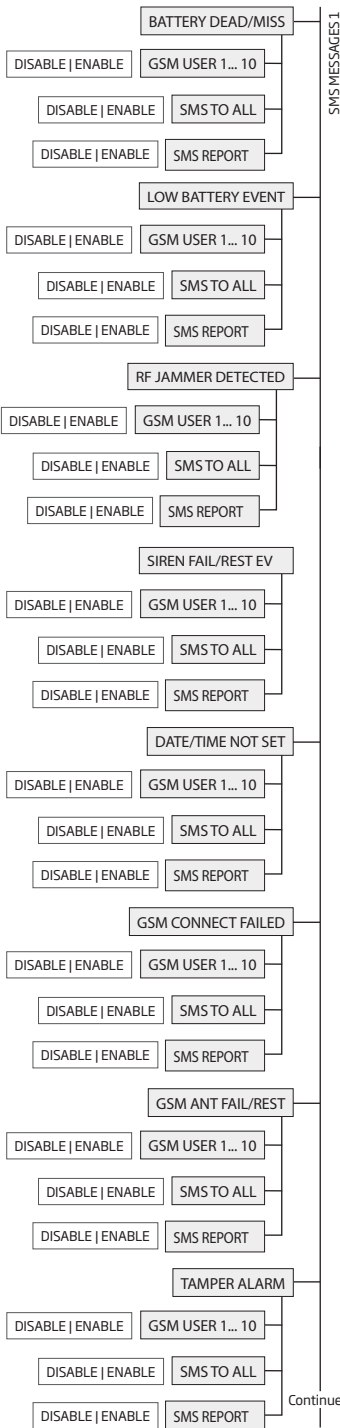 SMS MESSAGES 1
BATTERY DEAD/MISS
DISABLE | ENABLE GSM USER 1... 10
DISABLE | ENABLE SMS TO ALL
DISABLE | ENABLE SMS REPORT
LOW BATTERY EVENT
DISABLE | ENABLE GSM USER 1... 10
DISABLE | ENABLE SMS TO ALL
DISABLE | ENABLE SMS REPORT
RF JAMMER DETECTED
DISABLE | ENABLE GSM USER 1... 10
DISABLE | ENABLE SMS TO ALL
DISABLE | ENABLE SMS REPORT
SIREN FAIL/REST EV
DISABLE | ENABLE GSM USER 1... 10
DISABLE | ENABLE SMS TO ALL
DISABLE | ENABLE SMS REPORT
DATE/TIME NOT SET
DISABLE | ENABLE GSM USER 1... 10
DISABLE | ENABLE SMS TO ALL
DISABLE | ENABLE SMS REPORT
GSM CONNECT FAILED
DISABLE | ENABLE GSM USER 1... 10
DISABLE | ENABLE SMS TO ALL
DISABLE | ENABLE SMS REPORT
GSM ANT FAIL/REST
DISABLE | ENABLE GSM USER 1... 10
DISABLE | ENABLE SMS TO ALL
DISABLE | ENABLE SMS REPORT
TAMPER ALARM
DISABLE | ENABLE GSM USER 1... 10
DISABLE | ENABLE SMS TO ALL
Continue
DISABLE | ENABLE SMS REPORT